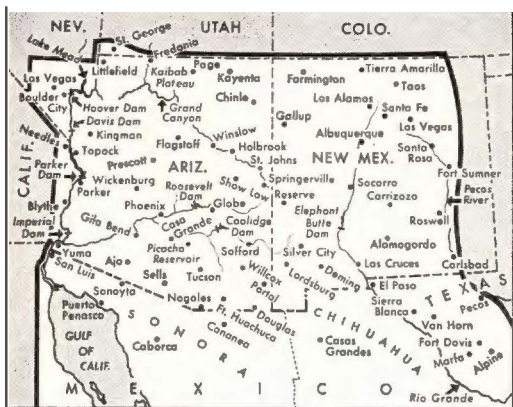 NEV.
UTAH
COLO.
St. George
Lake Mead
Fredonia
Littlefield
Kaibab
Plateau
Page
Kayenta
Farmington
Tierra Amarilla
Las Vegas
Boulder
City
Chinle
Taos
Hoover Dam
Grand
Canyon
Los Alamos
Santa Fe
Davis Dam
Gallup
Las Vegas
Needles
Kingman
Flagstaff
Winslow
Albuquerque
Santa
Rosa
Topock
Holbrook
CALIF.
Prescott
ARIZ.
St. Johns
NEW MEX.
Fort Sumner
Parker
Dam
Parker
Wickenburg
Roosevelt
Dam
Show Low
Springerville
Reserve
Socorro
Carrizozo
Pecos
River
Blythe
Phoenix
Globe
Elephant
Butte
Dam
Roswell
Imperial
Dam
Gila Bend
Casa
Grande
Coolidge
Dam
Picacho
Reservoir
Safford
Silver City
Alamogordo
Yuma
San Luis
Ajo
Tucson
Willcox
Portal
Lordsburg
Deming
Las Cruces
Carlsbad
Sells
El Paso
TEXAS
Sonoyta
Puerto
Penasco
Nogales
Ft. Huachuca
Douglas
Cananea
Sierra
Blanca
Pecos
SONORA
CHIHUAHUA
Van Horn
GULF
OF
CALIF.
Caborca
Casas
Grandes
Fort Davis
Marfa
Alpine
MEXICO
Rio Grande